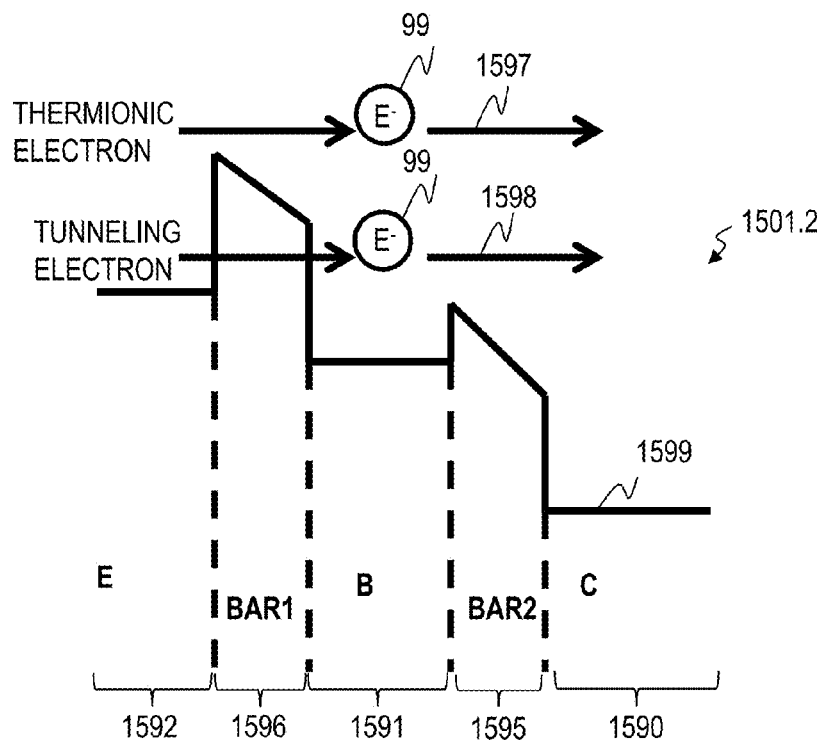 99
1597
THERMIONIC
ELECTRON
E-
99
1598
TUNNELING
ELECTRON
E-
1501.2
1599
E
BAR1
B
BAR2
C
1592
1596
1591
1595
1590